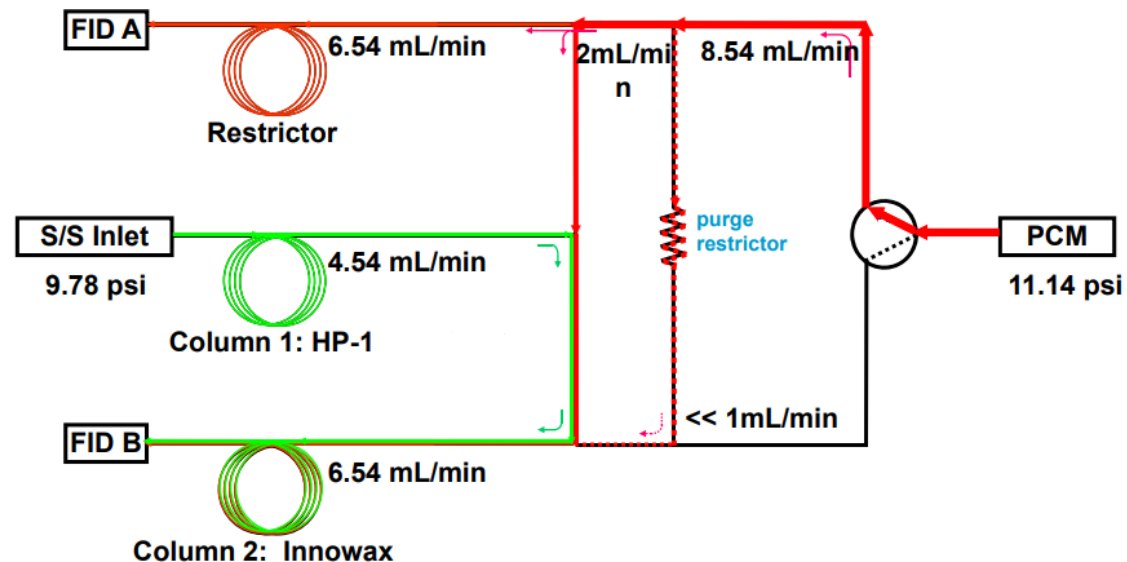 FID A
6.54 mL/min
2mL/mi
n
8.54 mL/min
Restrictor
S/S Inlet
9.78 psi
4.54 mL/min
purge
restrictor
PCM
11.14 psi
Column 1: HP-1
<< 1mL/min
FID B
6.54 mL/min
Column 2:  Innowax